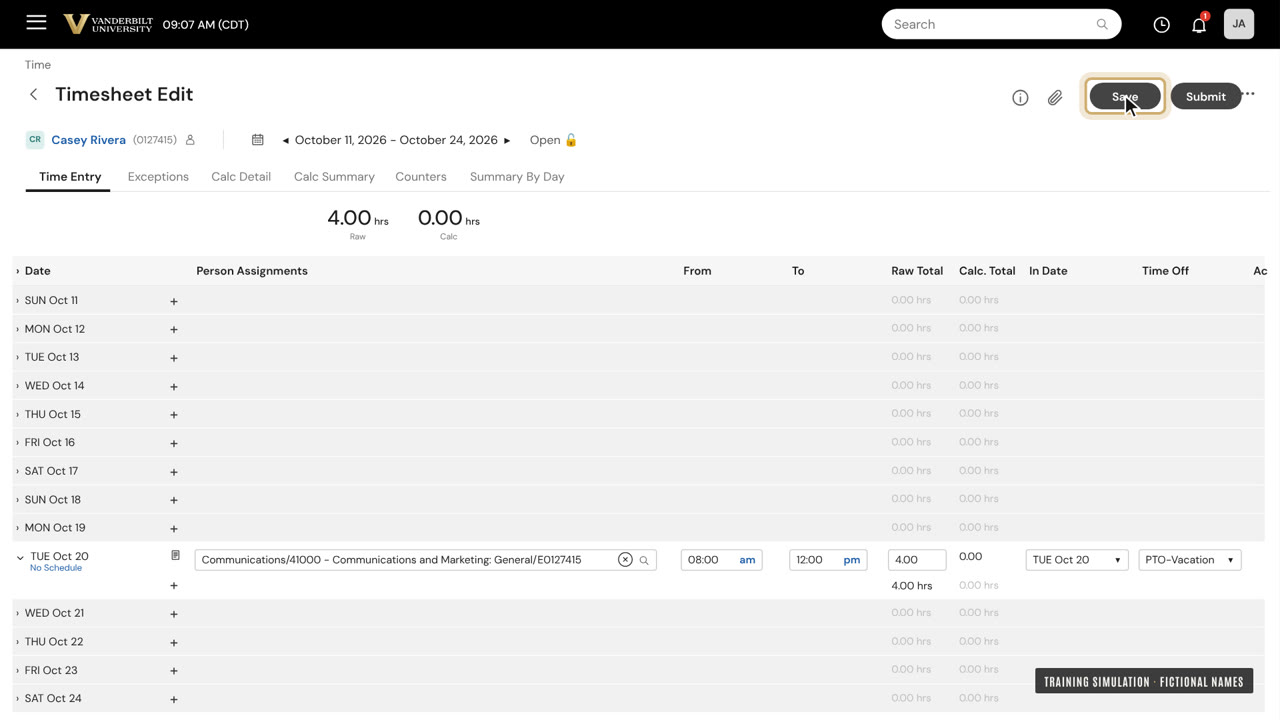 VANDERBILT
UNIVERSITY
09:07 AM (CDT)
Search
1
JA
Time
Timesheet Edit
Save
Submit
CR
Casey Rivera (0127415)
◂ October 11, 2026 - October 24, 2026 ▸
Open
Time Entry
Exceptions
Calc Detail
Calc Summary
Counters
Summary By Day
4.00 hrs
Raw
0.00 hrs
Calc
› Date Person Assignments From To Raw Total Calc. Total In Date Time Off Ac
› SUN Oct 11 + 0.00 hrs 0.00 hrs
› MON Oct 12 + 0.00 hrs 0.00 hrs
› TUE Oct 13 + 0.00 hrs 0.00 hrs
› WED Oct 14 + 0.00 hrs 0.00 hrs
› THU Oct 15 + 0.00 hrs 0.00 hrs
› FRI Oct 16 + 0.00 hrs 0.00 hrs
› SAT Oct 17 + 0.00 hrs 0.00 hrs
› SUN Oct 18 + 0.00 hrs 0.00 hrs
› MON Oct 19 + 0.00 hrs 0.00 hrs
TUE Oct 20 Communications/41000 - Communications and Marketing: General/E0127415 08:00 am 12:00 pm 4.00 0.00 TUE Oct 20 PTO-Vacation
No Schedule
+ 4.00 hrs 0.00 hrs
› WED Oct 21 + 0.00 hrs 0.00 hrs
› THU Oct 22 + 0.00 hrs 0.00 hrs
› FRI Oct 23 + 0.00 hrs 0.00 hrs
› SAT Oct 24 + 0.00 hrs 0.00 hrs
TRAINING SIMULATION · FICTIONAL NAMES